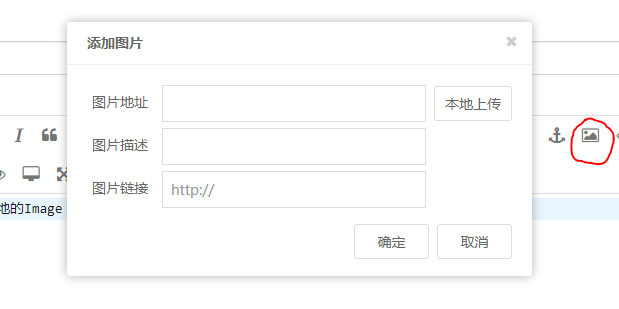 添加图片
图片地址
本地上传
图片描述
图片链接 http://
地的Image
确定 取消